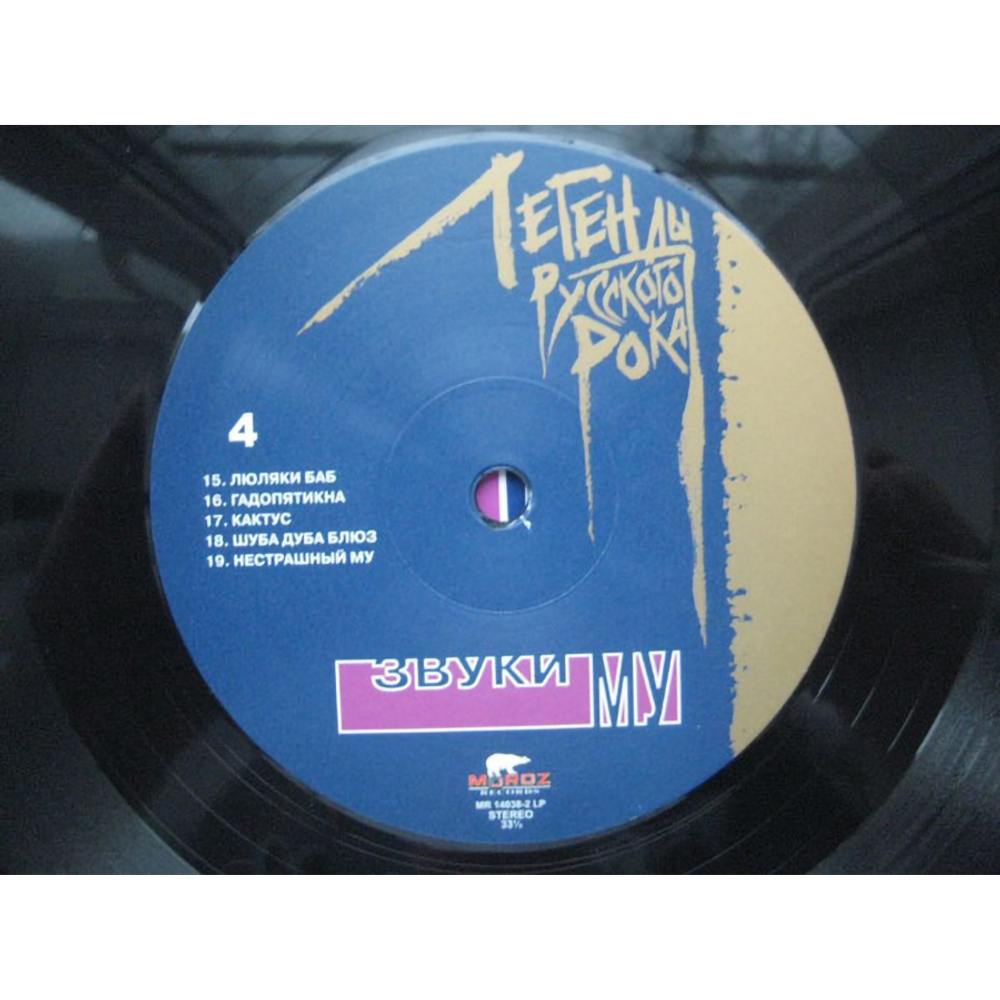 ЛЕГЕНДЫ
РУССКОГО
РОКА
4
15. ЛЮЛЯКИ БАБ
16. ГАДОПЯТИКНА
17. КАКТУС
18. ШУБА ДУБА БЛЮЗ
19. НЕСТРАШНЫЙ МУ
ЗВУКИ МУ
MOROZ
RECORDS
MR 14038-2 LP
STEREO
33⅓